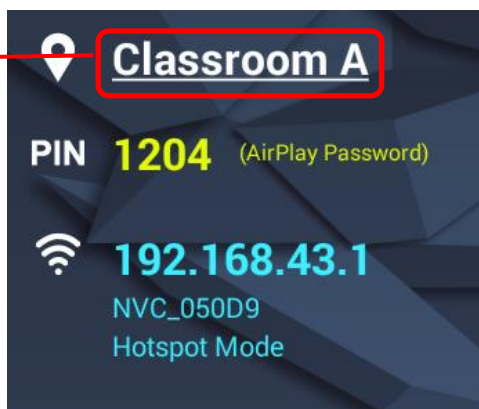 Classroom A
PIN 1204 (AirPlay Password)
192.168.43.1
NVC_050D9
Hotspot Mode